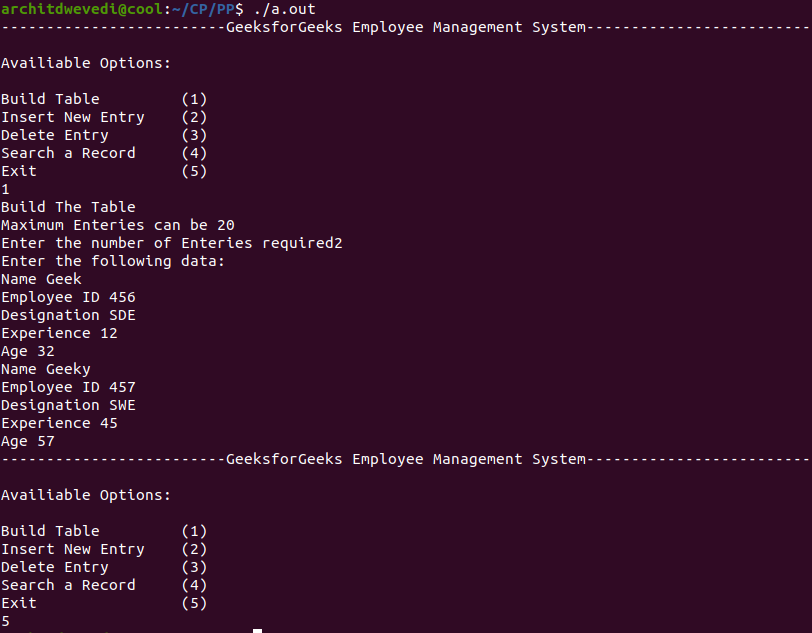 architdwevedi@cool:~/CP/PP$ ./a.out
-------------------------GeeksforGeeks Employee Management System-------------------------
Availiable Options:
Build Table         (1)
Insert New Entry    (2)
Delete Entry        (3)
Search a Record     (4)
Exit                (5)
1
Build The Table
Maximum Enteries can be 20
Enter the number of Enteries required2
Enter the following data:
Name Geek
Employee ID 456
Designation SDE
Experience 12
Age 32
Name Geeky
Employee ID 457
Designation SWE
Experience 45
Age 57
-------------------------GeeksforGeeks Employee Management System-------------------------
Availiable Options:
Build Table         (1)
Insert New Entry    (2)
Delete Entry        (3)
Search a Record     (4)
Exit                (5)
5